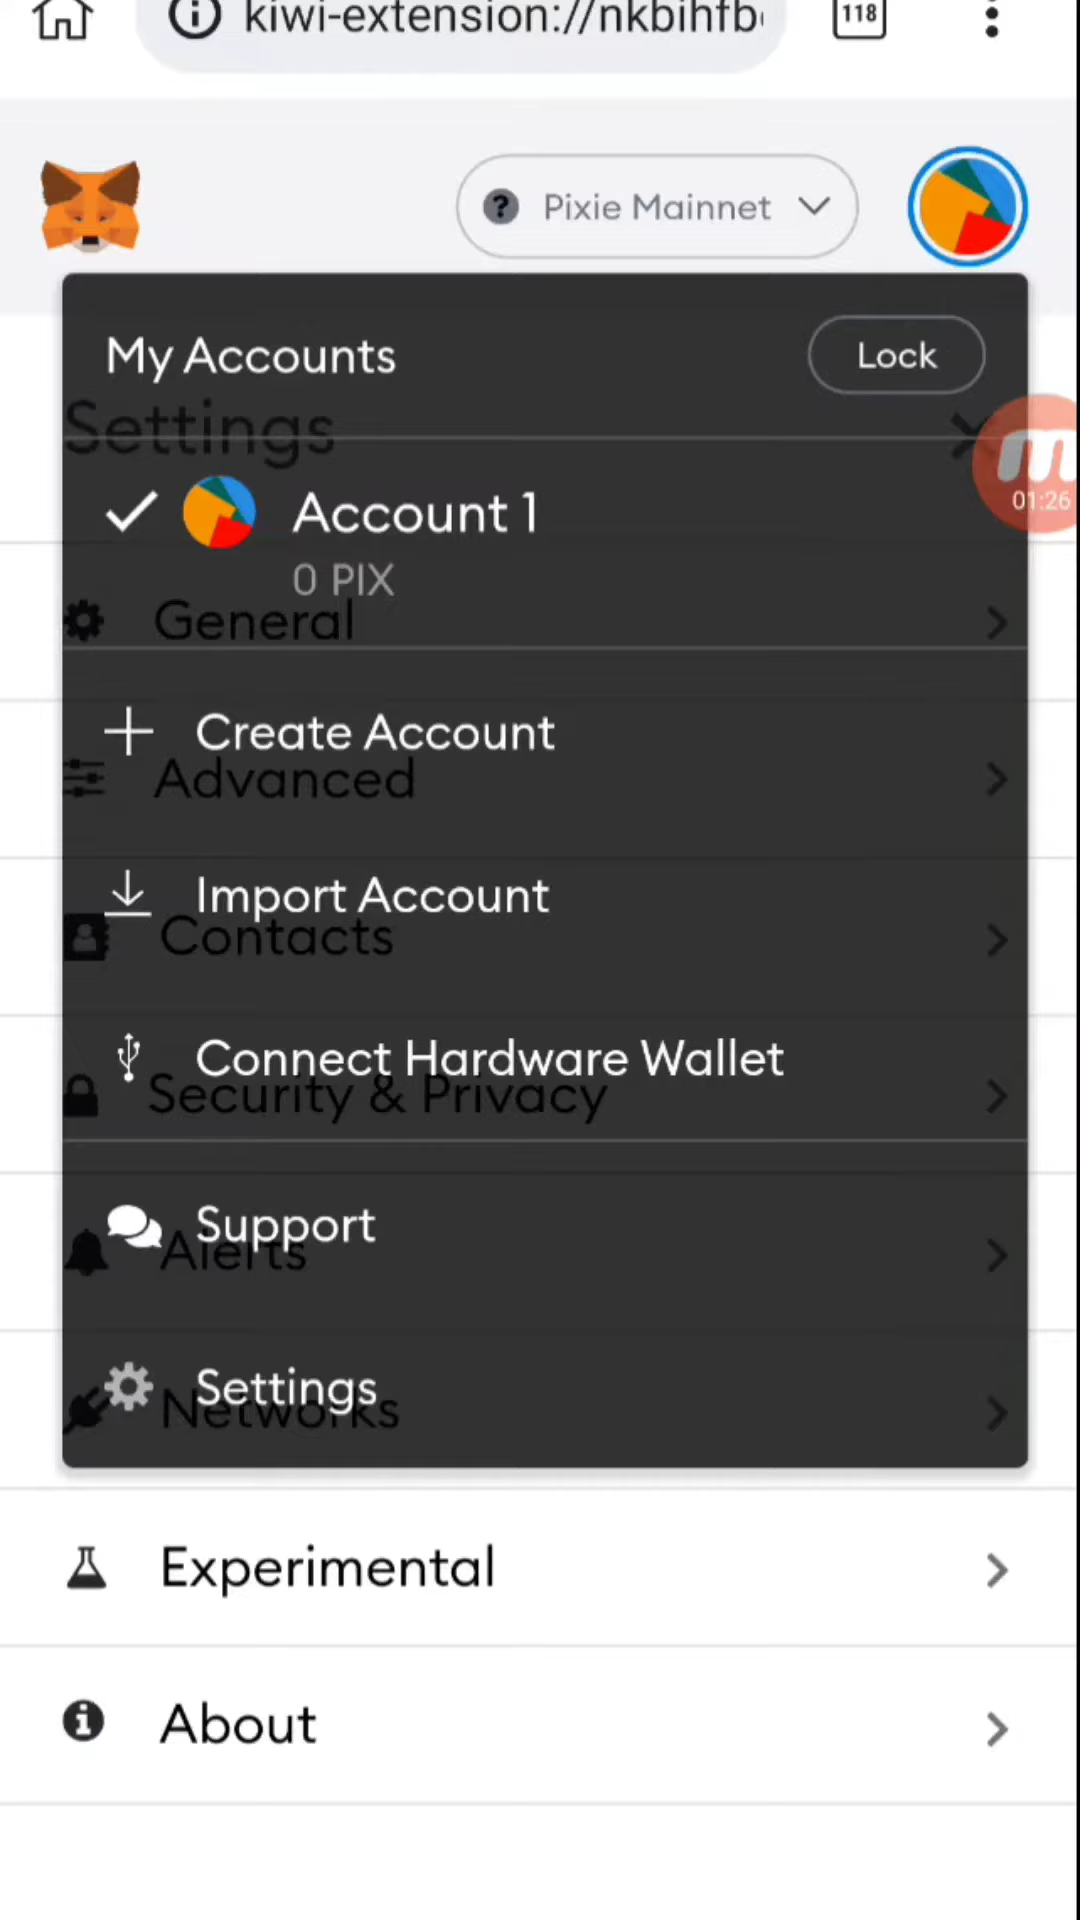 kiwi-extension://nkbihfb
118
? Pixie Mainnet
My Accounts
Lock
Settings
01:26
Account 1
0 PIX
General
Create Account
Advanced
Import Account
Contacts
Connect Hardware Wallet
Security & Privacy
Support
Alerts
Settings
Networks
Experimental
About